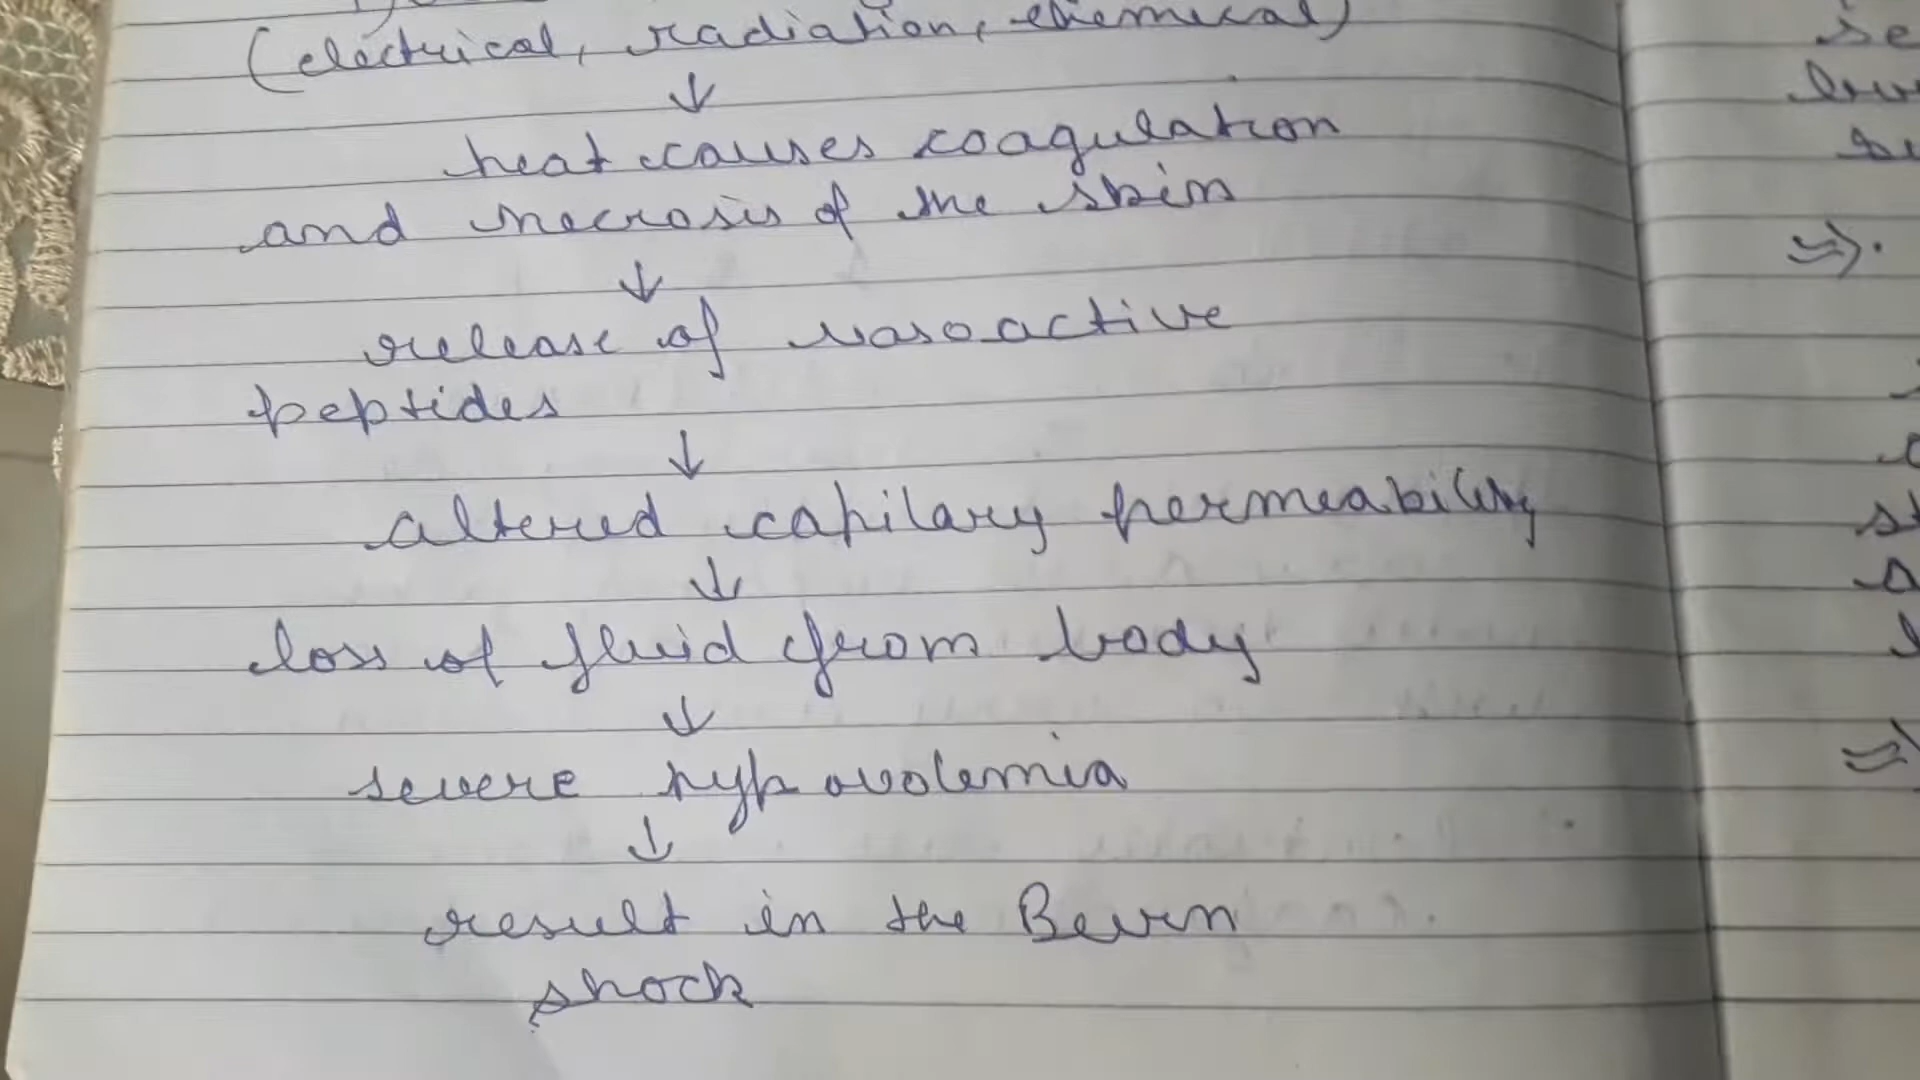 (electrical, radiation, chemical)
↓
heat causes coagulation
and necrosis of the skin
↓
release of vasoactive
peptides
↓
altered capilary permeability
↓
loss of fluid from body
↓
severe hypovolemia
↓
result in the Burn
shock